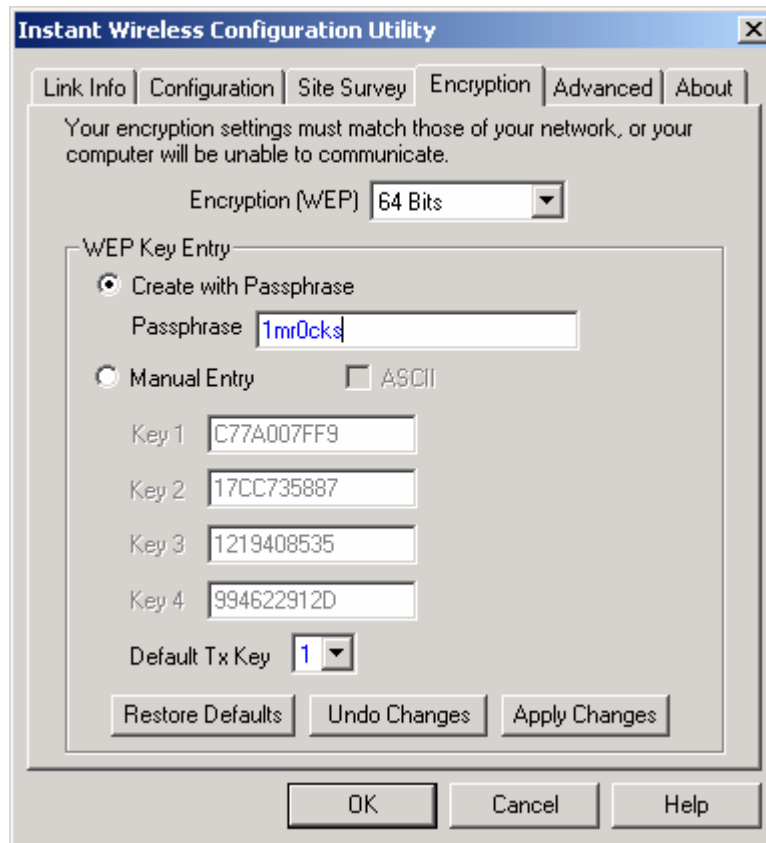 Instant Wireless Configuration Utility
Link Info Configuration Site Survey Encryption Advanced About
Your encryption settings must match those of your network, or your
computer will be unable to communicate.
Encryption (WEP) 64 Bits
WEP Key Entry
Create with Passphrase
Passphrase 1mr0cks
Manual Entry ASCII
Key 1 C77A007FF9
Key 2 17CC735887
Key 3 1219408535
Key 4 994622912D
Default Tx Key 1
Restore Defaults Undo Changes Apply Changes
OK Cancel Help